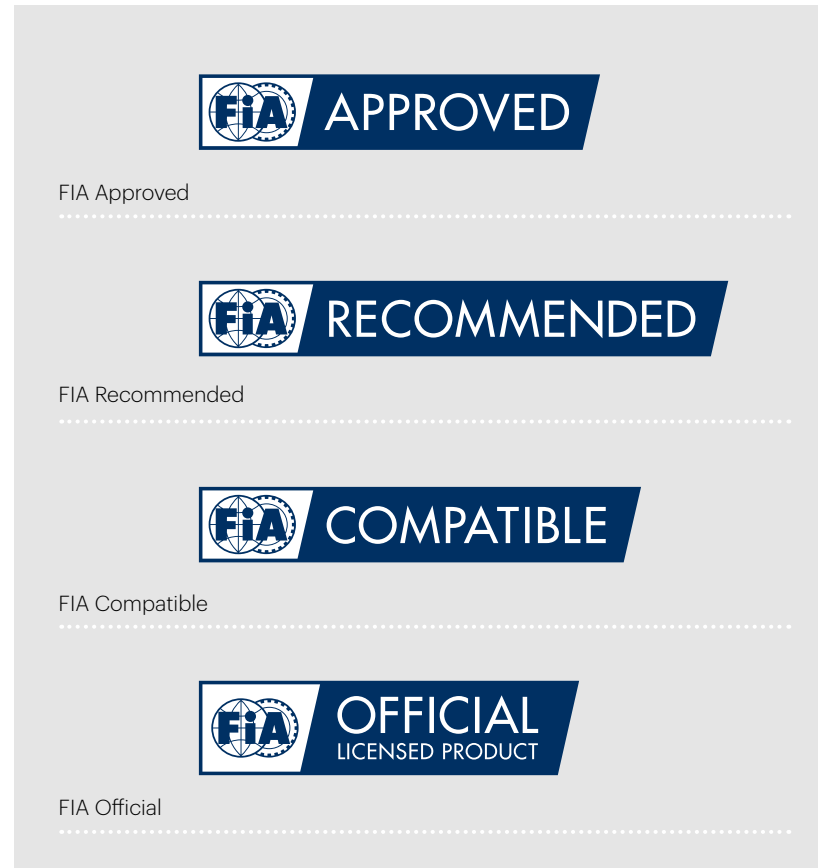 FiA APPROVED
FIA Approved
FiA RECOMMENDED
FIA Recommended
FiA COMPATIBLE
FIA Compatible
FiA OFFICIAL
LICENSED PRODUCT
FIA Official